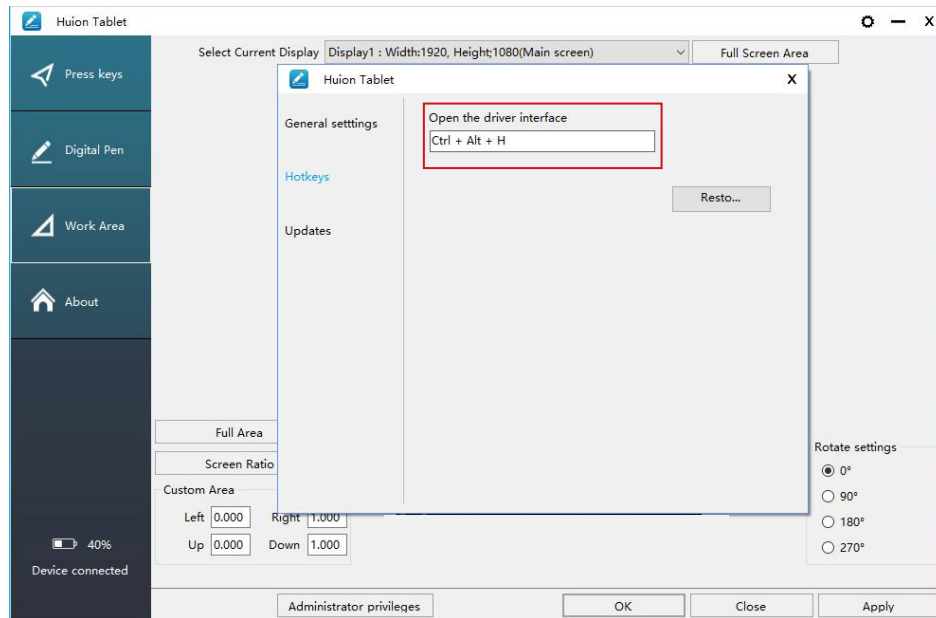 Huion Tablet
X
Select Current Display Display1 : Width:1920, Height;1080(Main screen) Full Screen Area
Press keys
Digital Pen
Work Area
About
40%
Device connected
Huion Tablet X
General setttings
Hotkeys
Updates
Open the driver interface
Ctrl + Alt + H
Resto...
Full Area
Screen Ratio
Custom Area
Left 0.000 Right 1.000
Up 0.000 Down 1.000
Rotate settings
0°
90°
180°
270°
Administrator privileges OK Close Apply